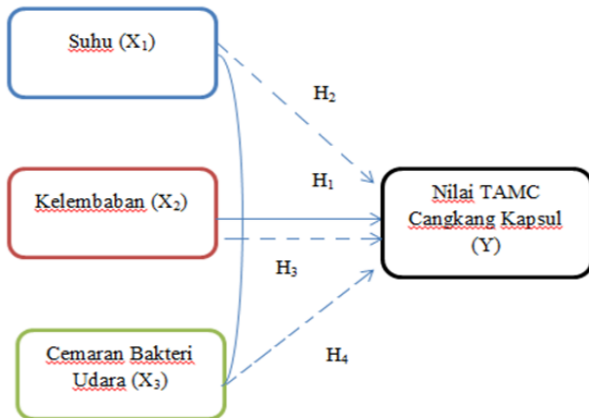 Suhu (X₁)
H₂
H₁
Kelembaban (X₂)
Nilai TAMC
Cangkang Kapsul
(Y)
H₃
Cemaran Bakteri
Udara (X₃)
H₄